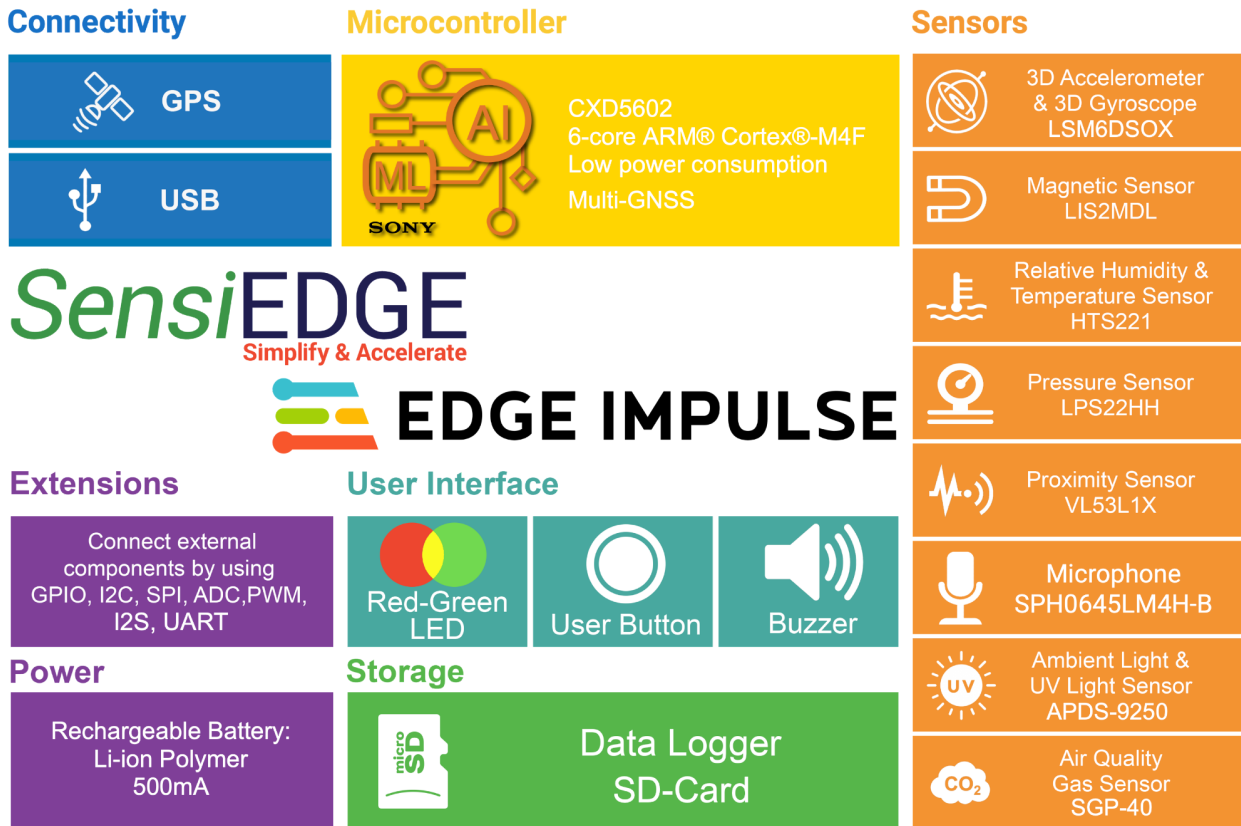 Connectivity
GPS
USB
Microcontroller
AI
ML
SONY
CXD5602
6-core ARM® Cortex®-M4F
Low power consumption
Multi-GNSS
SensiEDGE
Simplify & Accelerate
EDGE IMPULSE
Extensions
Connect external
components by using
GPIO, I2C, SPI, ADC,PWM,
I2S, UART
User Interface
Red-Green
LED
User Button
Buzzer
Power
Rechargeable Battery:
Li-ion Polymer
500mA
Storage
micro
SD
Data Logger
SD-Card
Sensors
3D Accelerometer
& 3D Gyroscope
LSM6DSOX
Magnetic Sensor
LIS2MDL
Relative Humidity &
Temperature Sensor
HTS221
Pressure Sensor
LPS22HH
Proximity Sensor
VL53L1X
Microphone
SPH0645LM4H-B
UV
Ambient Light &
UV Light Sensor
APDS-9250
CO2
Air Quality
Gas Sensor
SGP-40